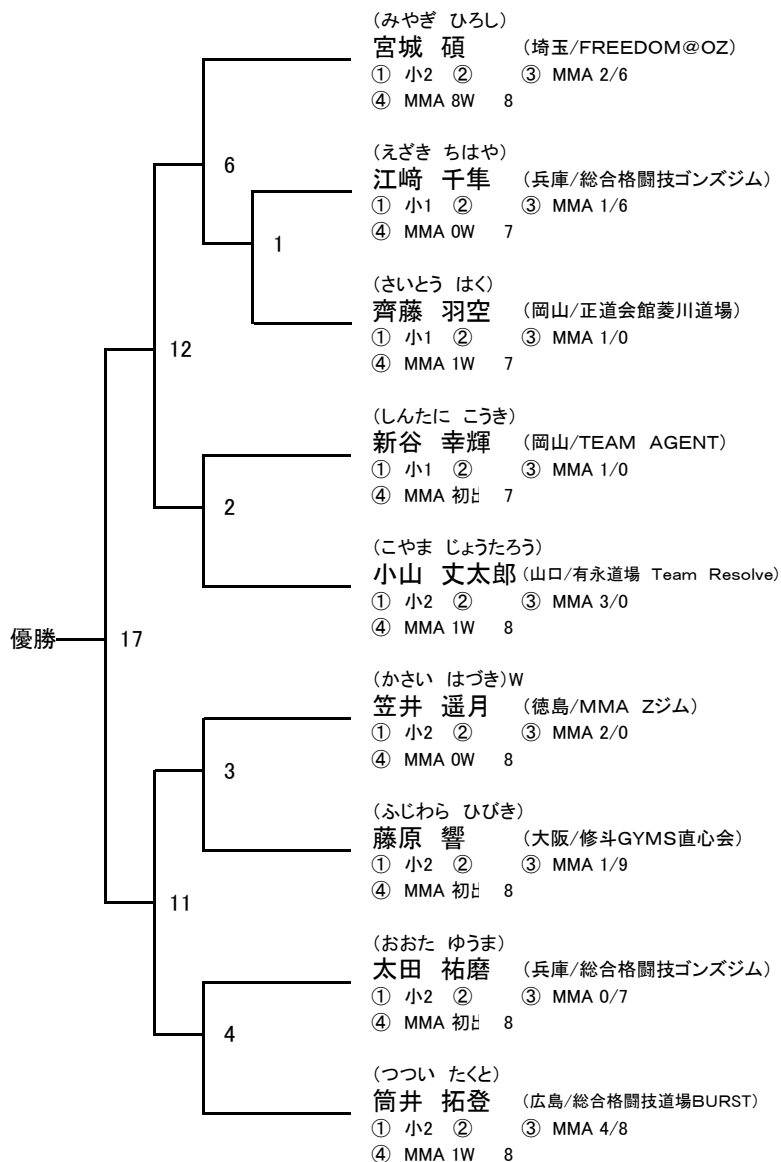 (みやぎ ひろし)
宮城 碩 (埼玉/FREEDOM@OZ)
① 小2 ② ③ MMA 2/6
④ MMA 8W 8
(えざき ちはや)
6
江﨑 千隼 (兵庫/総合格闘技ゴンズジム)
① 小1 ② ③ MMA 1/6
④ MMA 0W 7
1
(さいとう はく)
齊藤 羽空 (岡山/正道会館菱川道場)
① 小1 ② ③ MMA 1/0
12
④ MMA 1W 7
(しんたに こうき)
新谷 幸輝 (岡山/TEAM AGENT)
① 小1 ② ③ MMA 1/0
④ MMA 初出 7
2
(こやま じょうたろう)
小山 丈太郎 (山口/有永道場 Team Resolve)
① 小2 ② ③ MMA 3/0
④ MMA 1W 8
優勝 17
(かさい はづき)W
笠井 遥月 (徳島/MMA Zジム)
① 小2 ② ③ MMA 2/0
④ MMA 0W 8
3
(ふじわら ひびき)
藤原 響 (大阪/修斗GYMS直心会)
① 小2 ② ③ MMA 1/9
④ MMA 初出 8
11
(おおた ゆうま)
太田 祐磨 (兵庫/総合格闘技ゴンズジム)
① 小2 ② ③ MMA 0/7
④ MMA 初出 8
4
(つつい たくと)
筒井 拓登 (広島/総合格闘技道場BURST)
① 小2 ② ③ MMA 4/8
④ MMA 1W 8